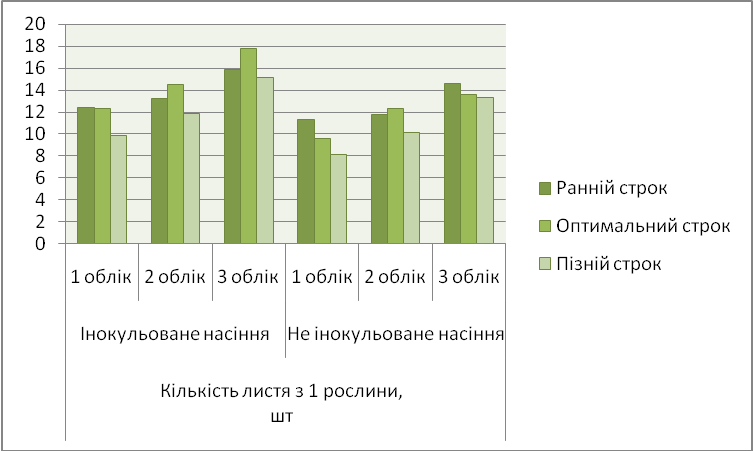 20
18
16
14
12
10
8
6
4
2
0
1 облік 2 облік 3 облік 1 облік 2 облік 3 облік
Інокульоване насіння Не інокульоване насіння
Кількість листя з 1 рослини,
шт
Ранній строк
Оптимальний строк
Пізній строк